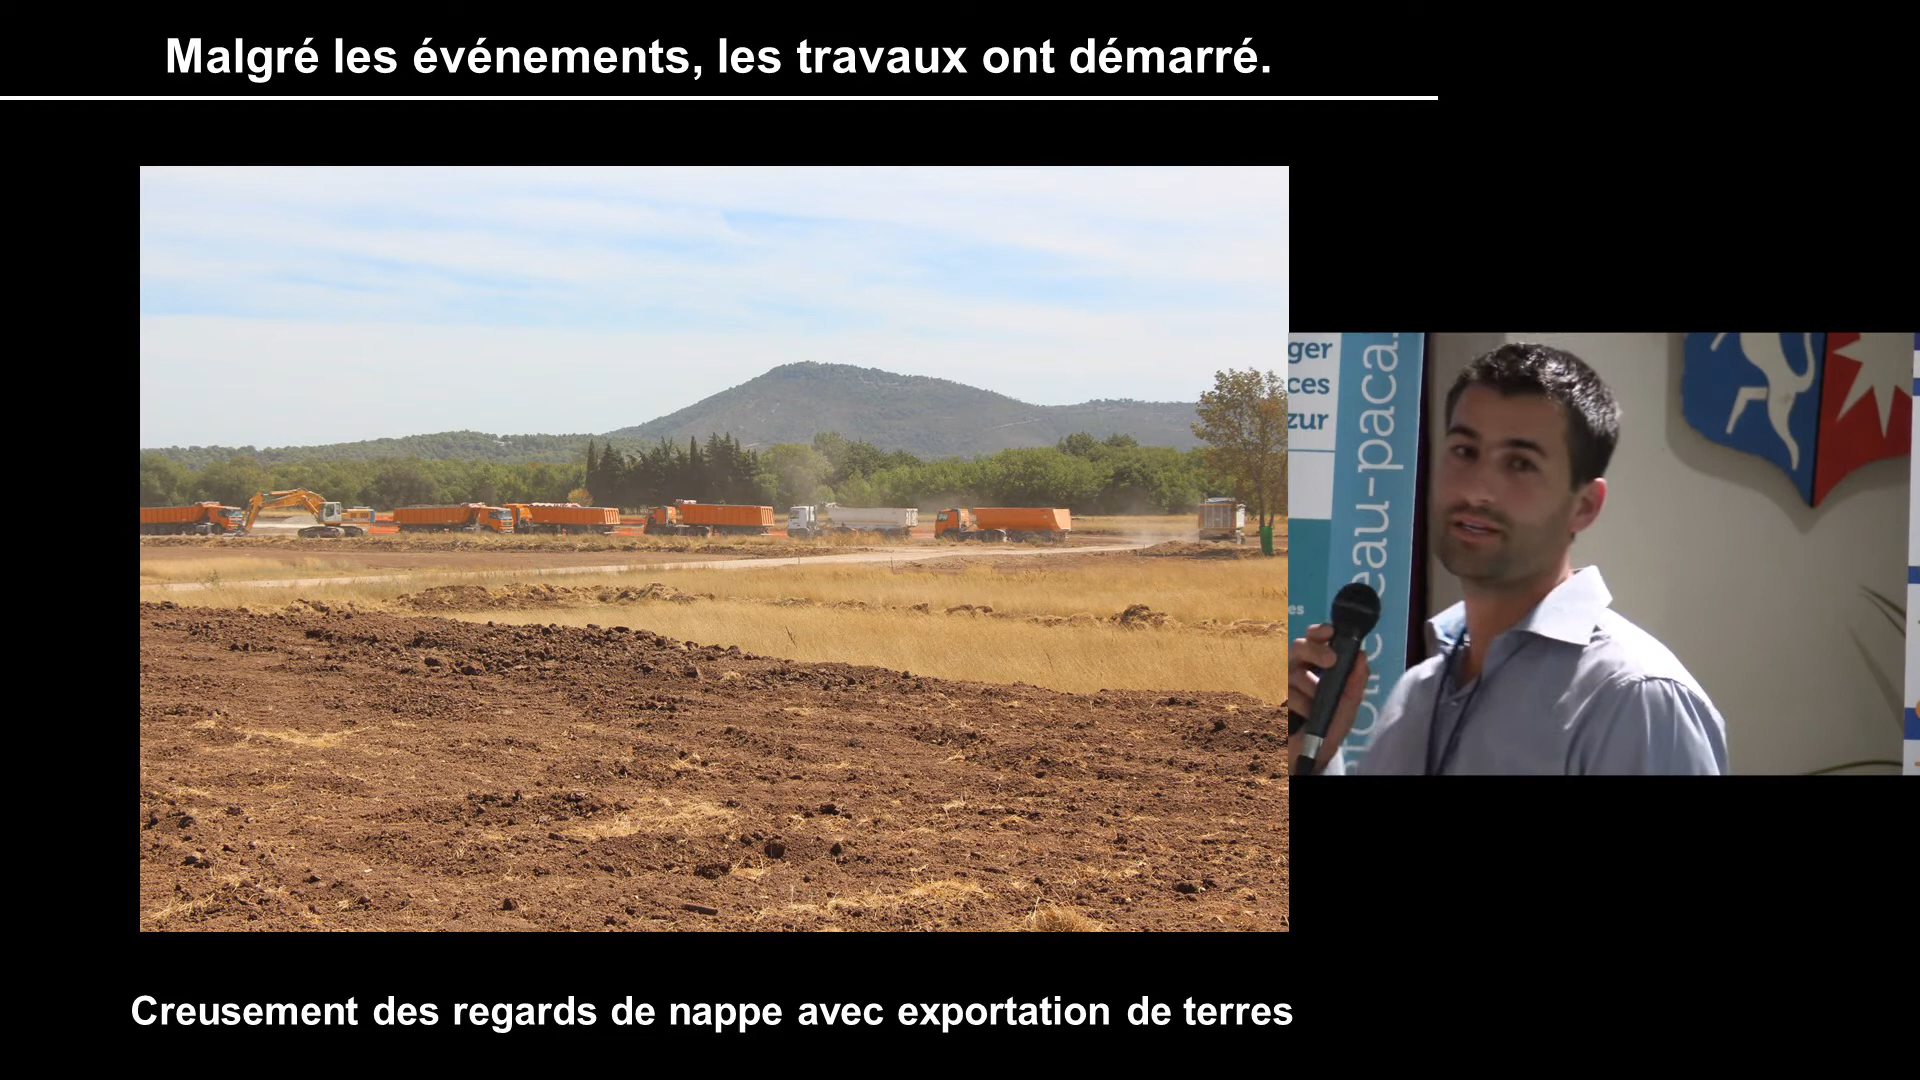 Malgré les événements, les travaux ont démarré.
ger
ces
zur
eau-paca.
es
Creusement des regards de nappe avec exportation de terres